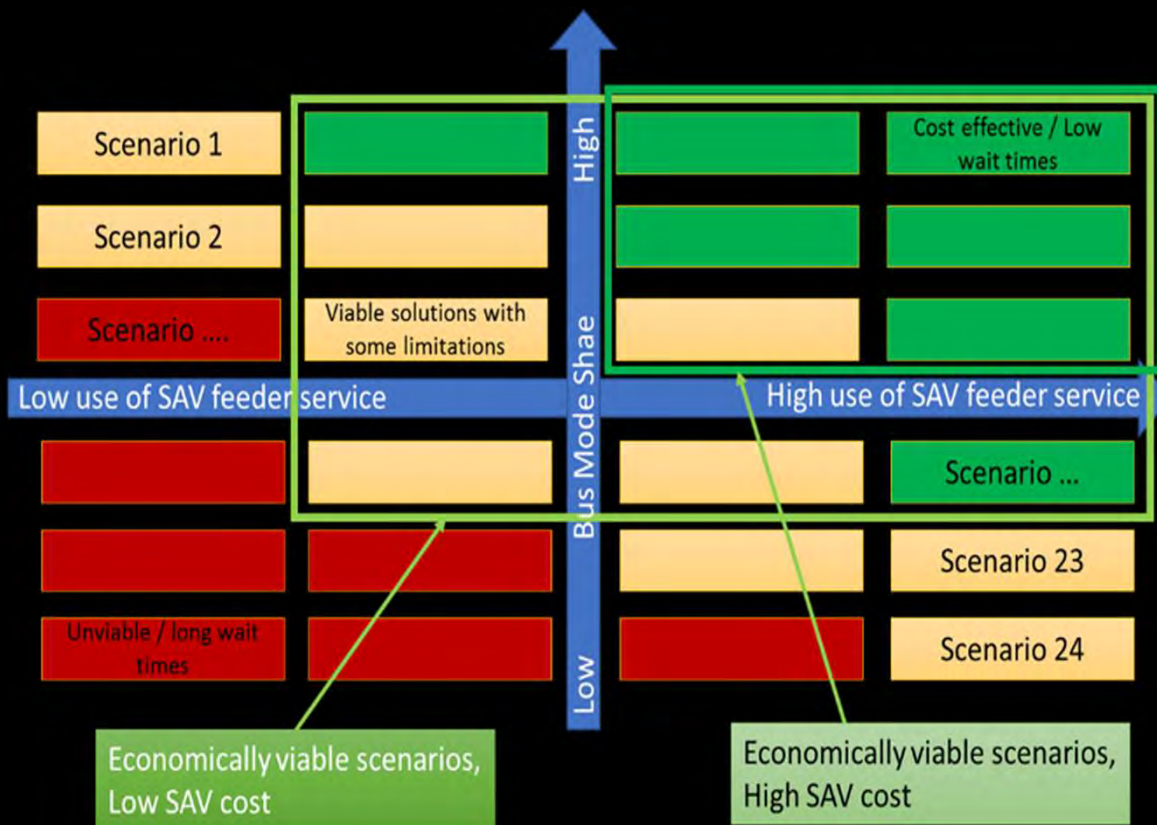 Scenario 1
High
Cost effective / Low
wait times
Scenario 2
Scenario ....
Viable solutions with
some limitations
Bus Mode Shae
Low use of SAV feeder service
High use of SAV feeder service
Scenario ...
Scenario 23
Unviable / long wait
times
Low
Scenario 24
Economically viable scenarios,
Low SAV cost
Economically viable scenarios,
High SAV cost